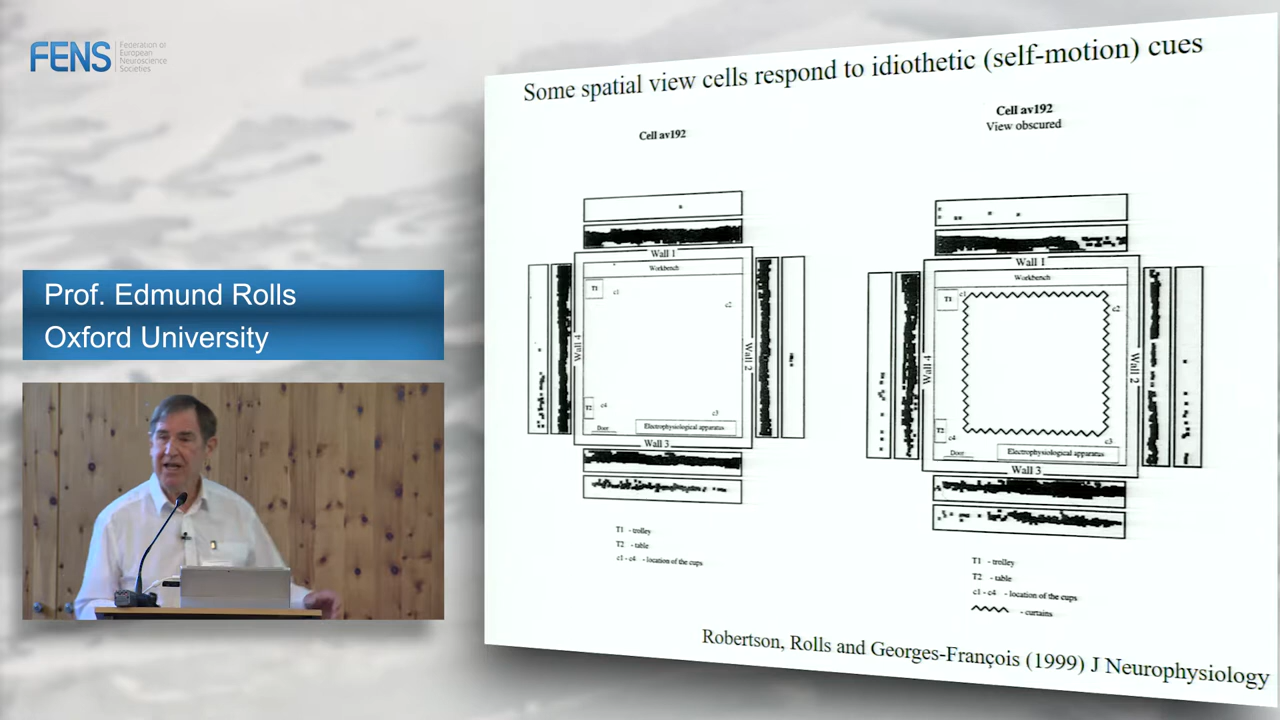 FENS
Federation of
European
Neuroscience
Societies
Prof. Edmund Rolls
Oxford University
Some spatial view cells respond to idiothetic (self-motion) cues
Cell av192
Wall 1
Workbench
T1
c1
c2
Wall 4
Wall 2
T2
c4
c3
Door
Electrophysiological apparatus
Wall 3
T1 - trolley
T2 - table
c1 - c4 - location of the cups
Cell av192
View obscured
Wall 1
Workbench
T1
c1
c2
Wall 4
Wall 2
T2
c4
c3
Door
Electrophysiological apparatus
Wall 3
T1 - trolley
T2 - table
c1 - c4 - location of the cups
- curtains
Robertson, Rolls and Georges-François (1999) J Neurophysiology